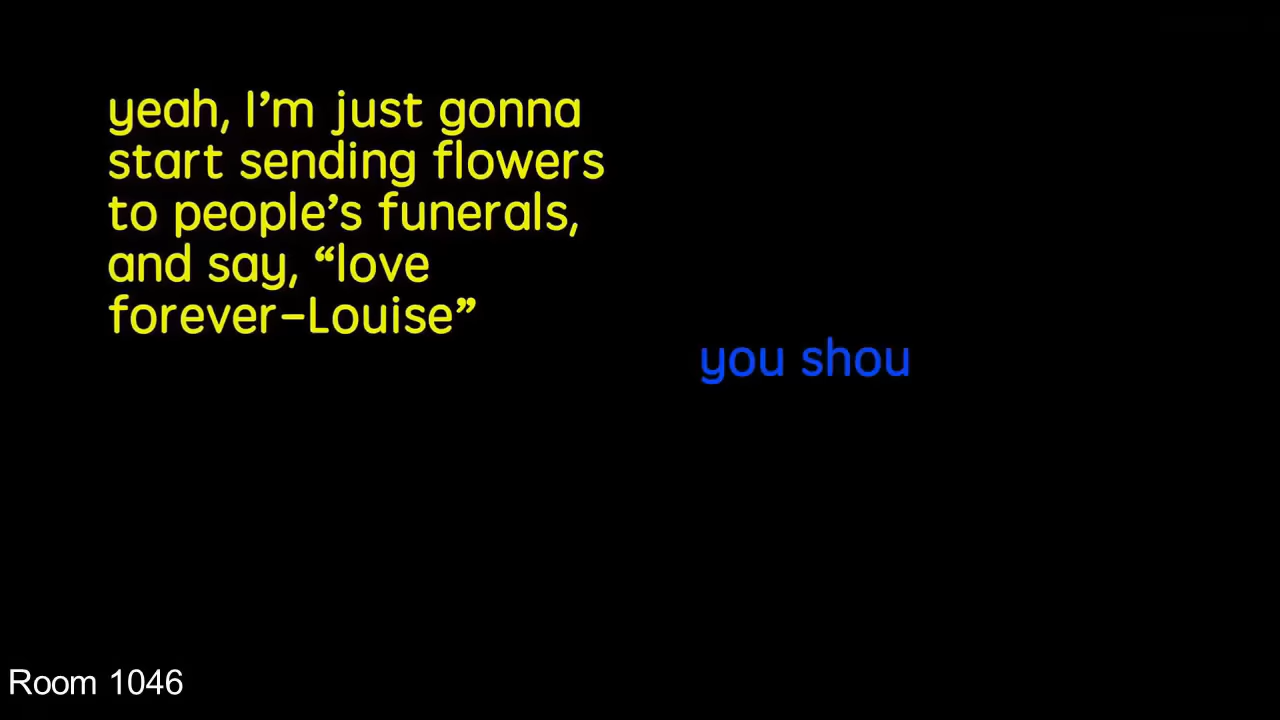 yeah, I’m just gonna
start sending flowers
to people’s funerals,
and say, “love
forever-Louise”
you shou
Room 1046